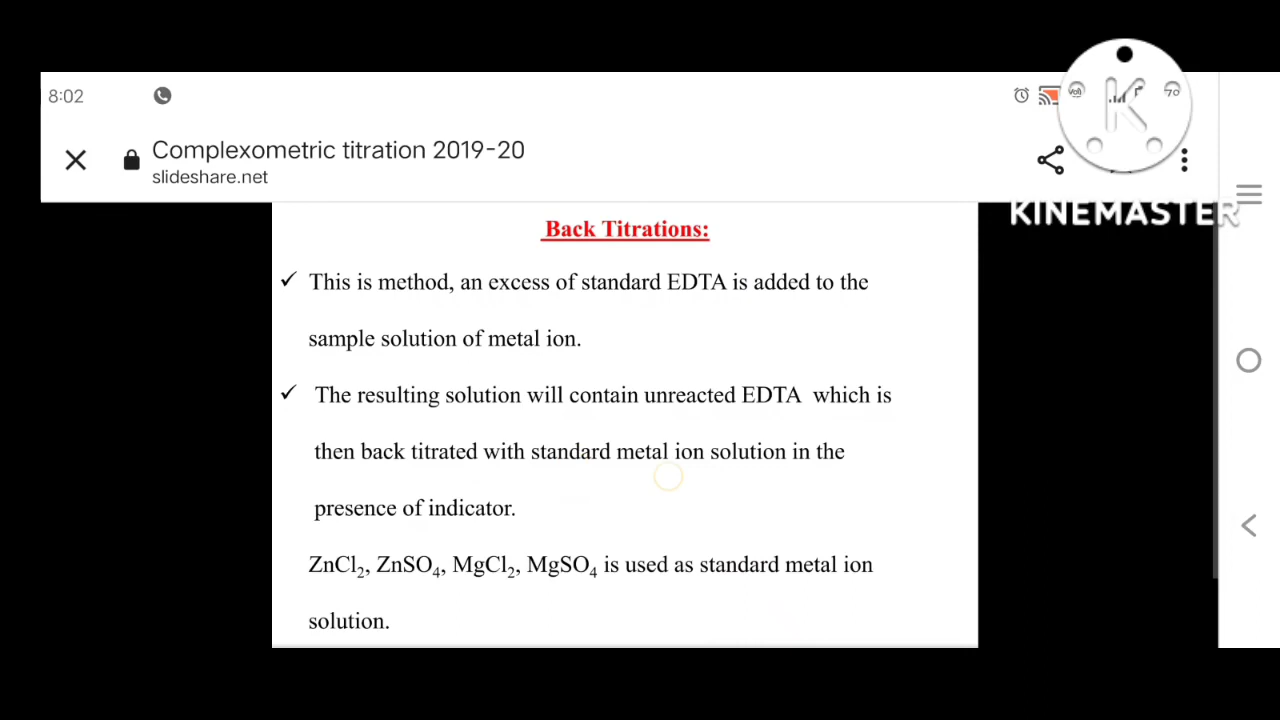 8:02
Vo))
70
Complexometric titration 2019-20
slideshare.net
K
KINEMASTER
Back Titrations:
✓ This is method, an excess of standard EDTA is added to the
sample solution of metal ion.
✓ The resulting solution will contain unreacted EDTA which is
then back titrated with standard metal ion solution in the
presence of indicator.
ZnCl₂, ZnSO₄, MgCl₂, MgSO₄ is used as standard metal ion
solution.